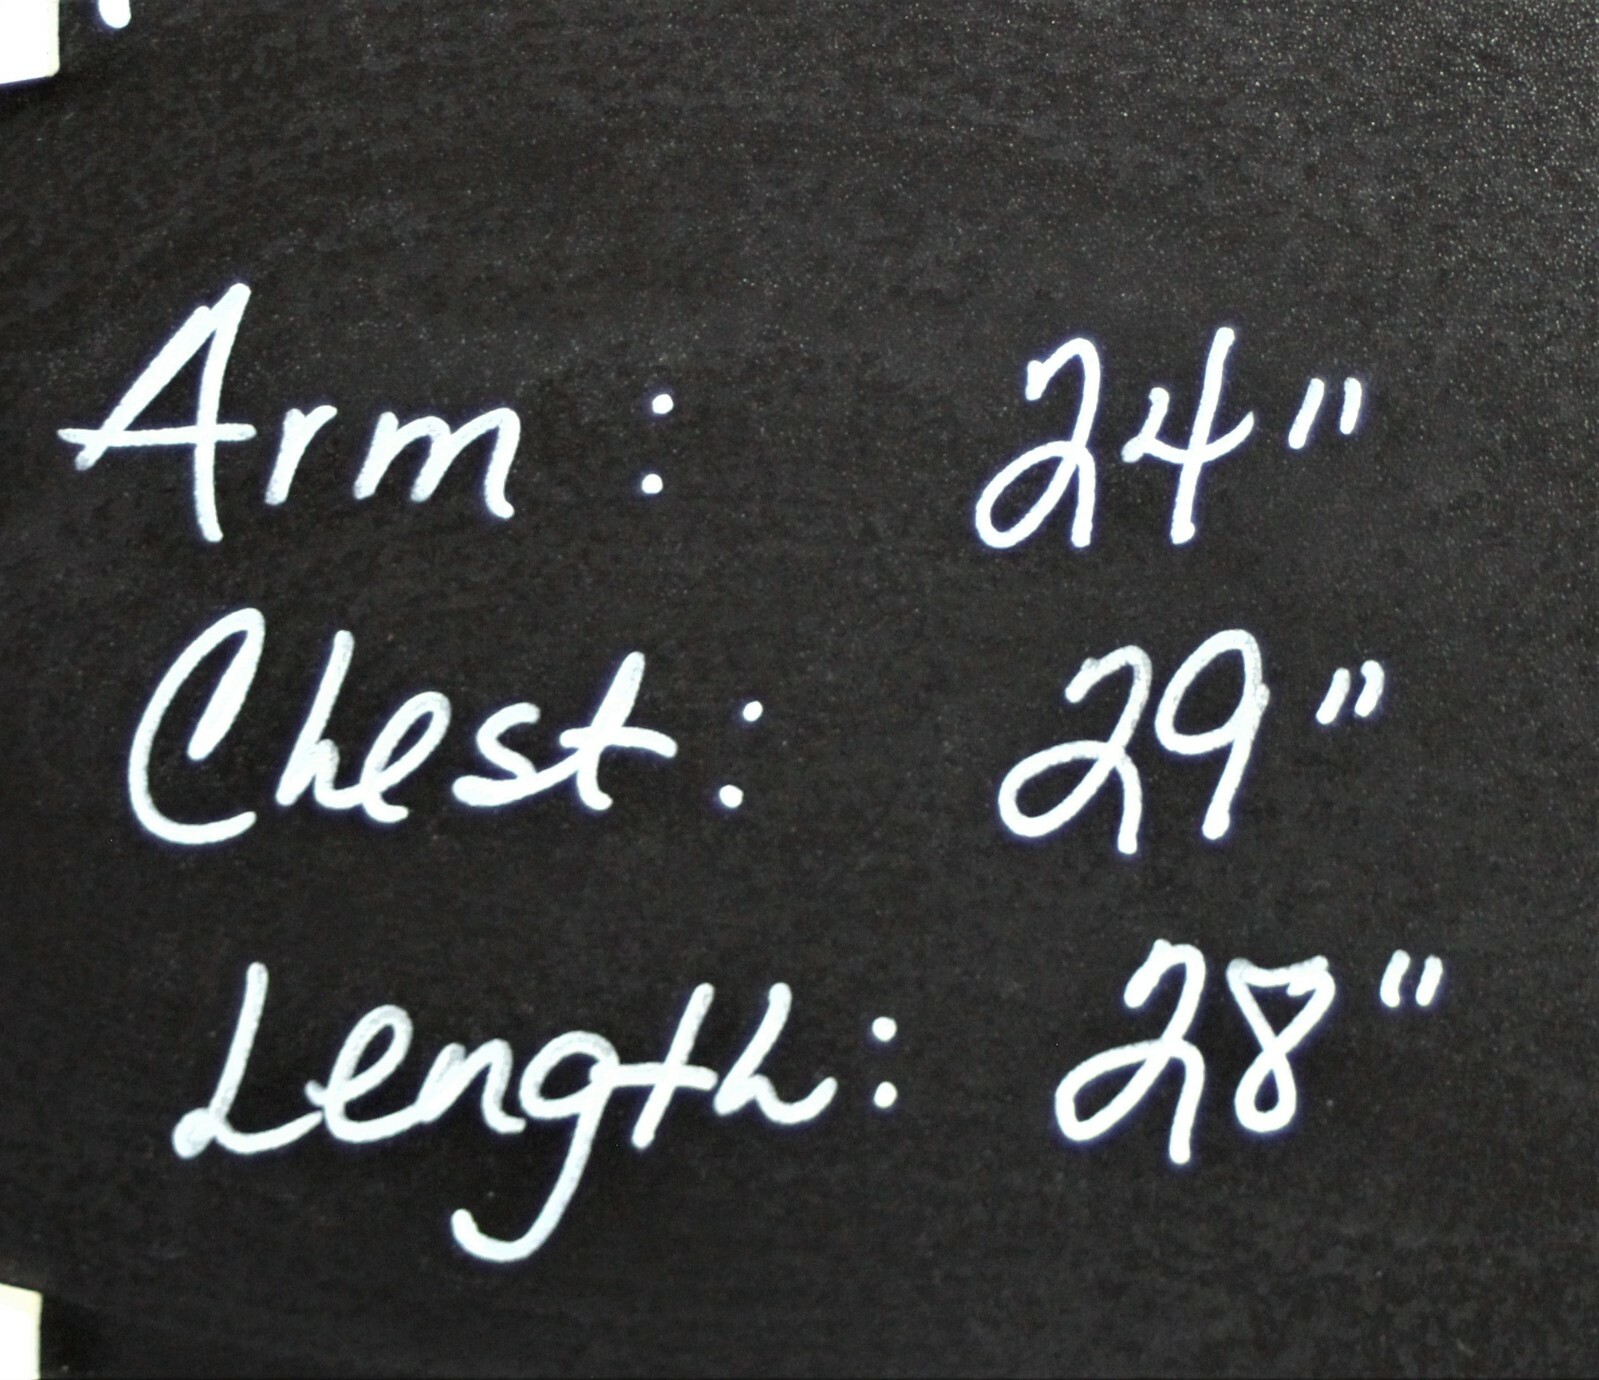 Arm : 24"
Chest : 29"
Length : 28"